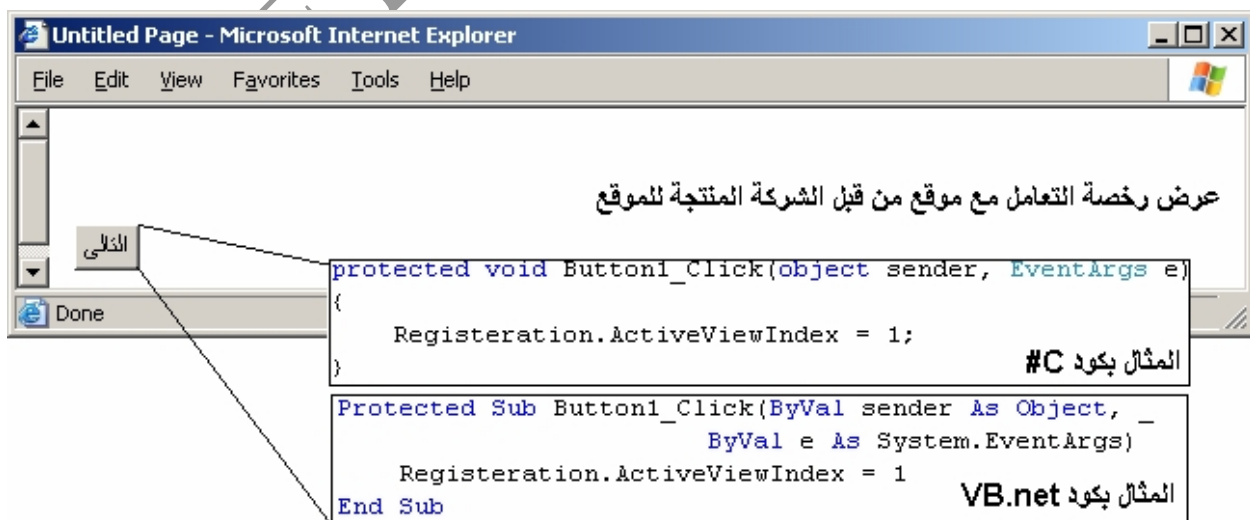 Untitled Page - Microsoft Internet Explorer
File Edit View Favorites Tools Help
عرض رخصة التعامل مع موقع من قبل الشركة المنتجة للموقع
التالى
protected void Button1_Click(object sender, EventArgs e)
{
Registeration.ActiveViewIndex = 1;
}
المثال بكود C#
Done
Protected Sub Button1_Click(ByVal sender As Object, _
ByVal e As System.EventArgs)
Registeration.ActiveViewIndex = 1
End Sub
المثال بكود VB.net